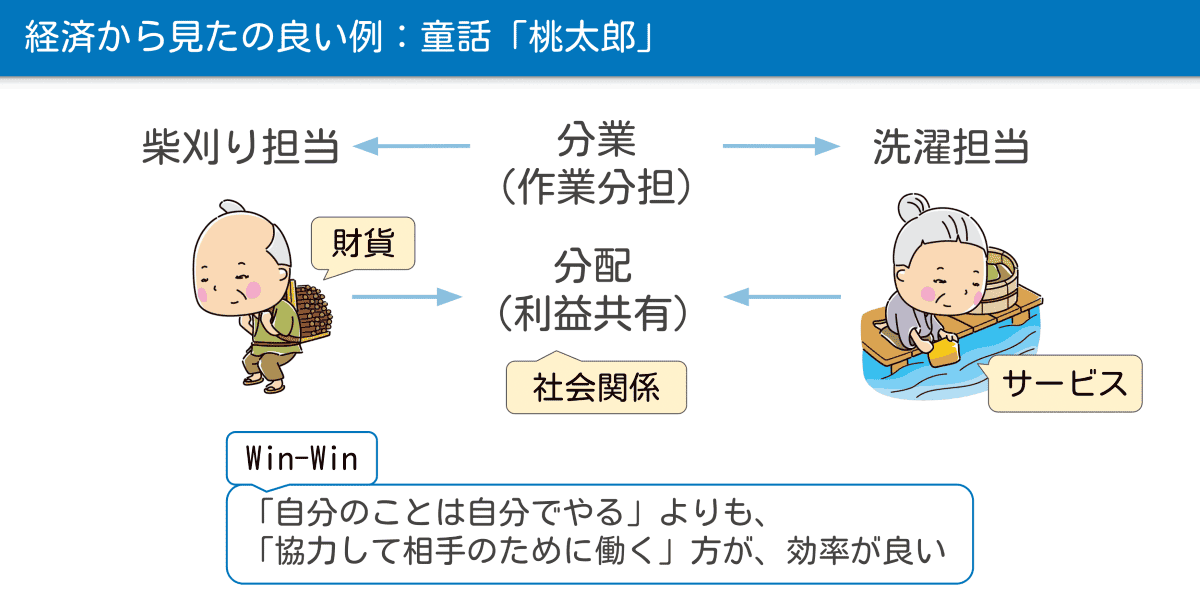 経済から見たの良い例：童話「桃太郎」
柴刈り担当
分業
（作業分担）
洗濯担当
財貨
分配
（利益共有）
社会関係
サービス
Win-Win
「自分のことは自分でやる」よりも、
「協力して相手のために働く」方が、効率が良い